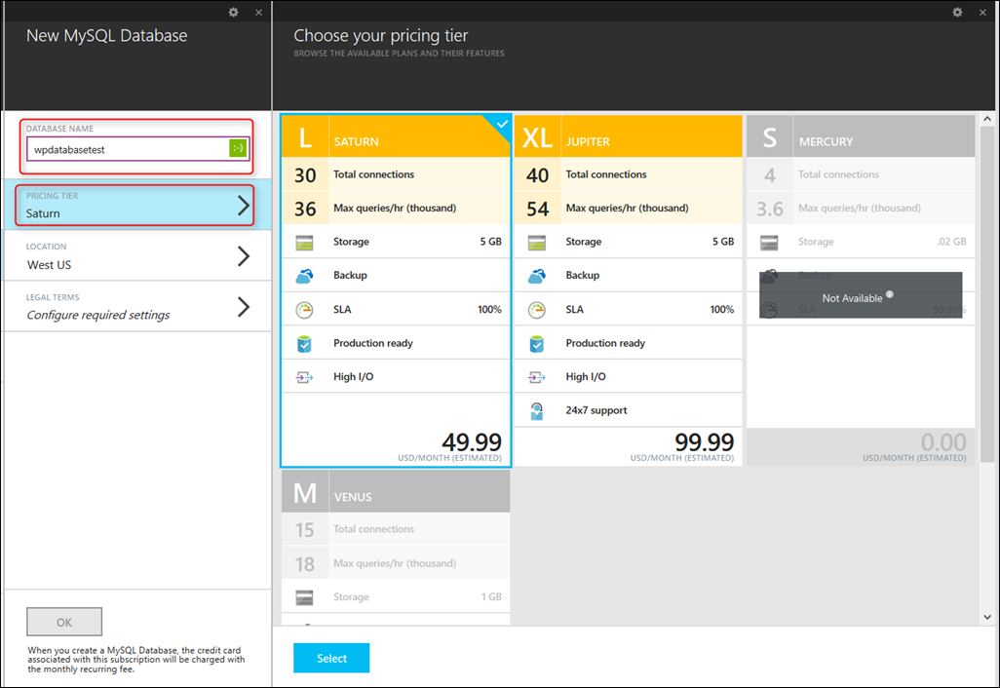 New MySQL Database
DATABASE NAME
wpdatabasetest :-)
PRICING TIER
Saturn
LOCATION
West US
LEGAL TERMS
Configure required settings
OK
When you create a MySQL Database, the credit card
associated with this subscription will be charged with
the monthly recurring fee.
Choose your pricing tier
BROWSE THE AVAILABLE PLANS AND THEIR FEATURES
L SATURN
30 Total connections
36 Max queries/hr (thousand)
Storage 5 GB
Backup
SLA 100%
Production ready
High I/O
49.99
USD/MONTH (ESTIMATED)
XL JUPITER
40 Total connections
54 Max queries/hr (thousand)
Storage 5 GB
Backup
SLA 100%
Production ready
High I/O
24x7 support
99.99
USD/MONTH (ESTIMATED)
S MERCURY
4 Total connections
3.6 Max queries/hr (thousand)
Storage .02 GB
Backup
Not Available
SLA 99.95%
0.00
USD/MONTH (ESTIMATED)
M VENUS
15 Total connections
18 Max queries/hr (thousand)
Storage 1 GB
Select